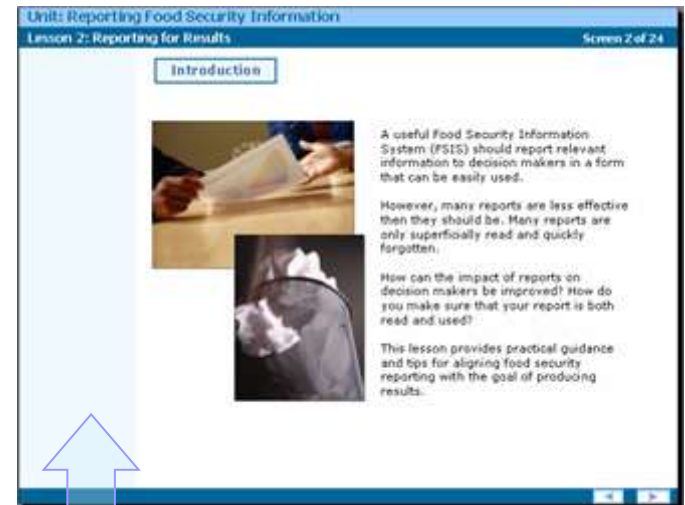 Unit: Reporting Food Security Information
Lesson 2: Reporting for Results
Screen 2 of 24
Introduction
A useful Food Security Information
System (FSIS) should report relevant
information to decision makers in a form
that can be easily used.
However, many reports are less effective
then they should be. Many reports are
only superficially read and quickly
forgotten.
How can the impact of reports on
decision makers be improved? How do
you make sure that your report is both
read and used?
This lesson provides practical guidance
and tips for aligning food security
reporting with the goal of producing
results.